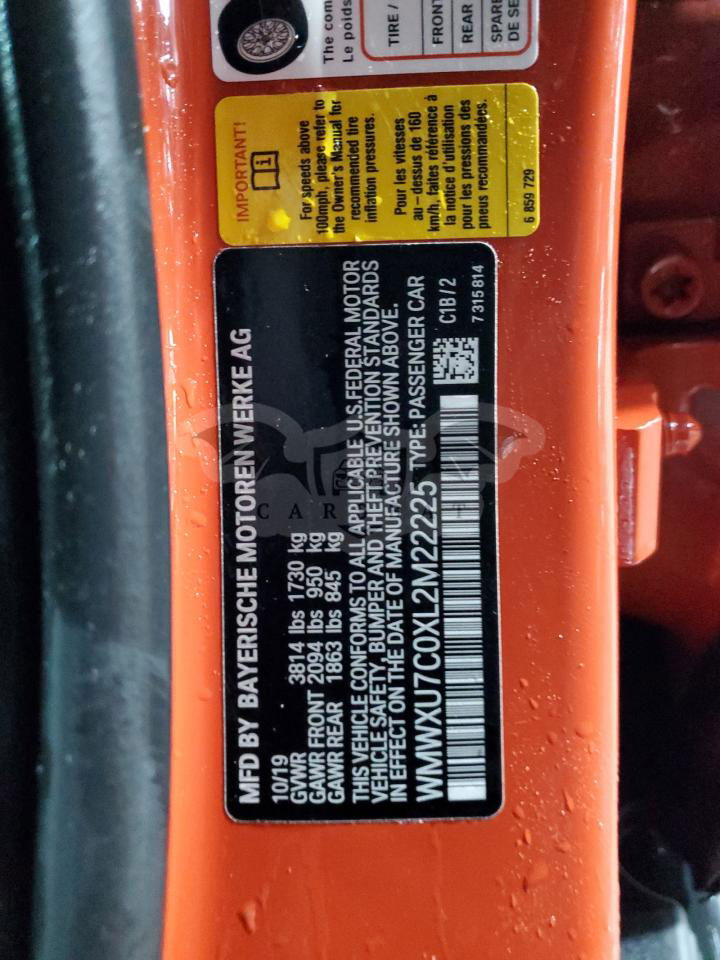 The com
Le poids
TIRE /
FRONT
REAR
SPARE
DE SE
IMPORTANT!
For speeds above
100mph, please refer to
the Owner's Manual for
recommended tire
inflation pressures.
Pour les vitesses
au-dessus de 160
km/h, faites référence à
la notice d'utilisation
pour les pressions des
pneus recommandées.
6 859 729
MFD BY BAYERISCHE MOTOREN WERKE AG
10/19
GVWR 3814 lbs 1730 kg
GAWR FRONT 2094 lbs 950 kg
GAWR REAR 1863 lbs 845 kg
THIS VEHICLE CONFORMS TO ALL APPLICABLE U.S.FEDERAL MOTOR
VEHICLE SAFETY, BUMPER AND THEFT PREVENTION STANDARDS
IN EFFECT ON THE DATE OF MANUFACTURE SHOWN ABOVE.
WMWXU7C0XL2M22225 TYPE: PASSENGER CAR
C1B/2
7315814